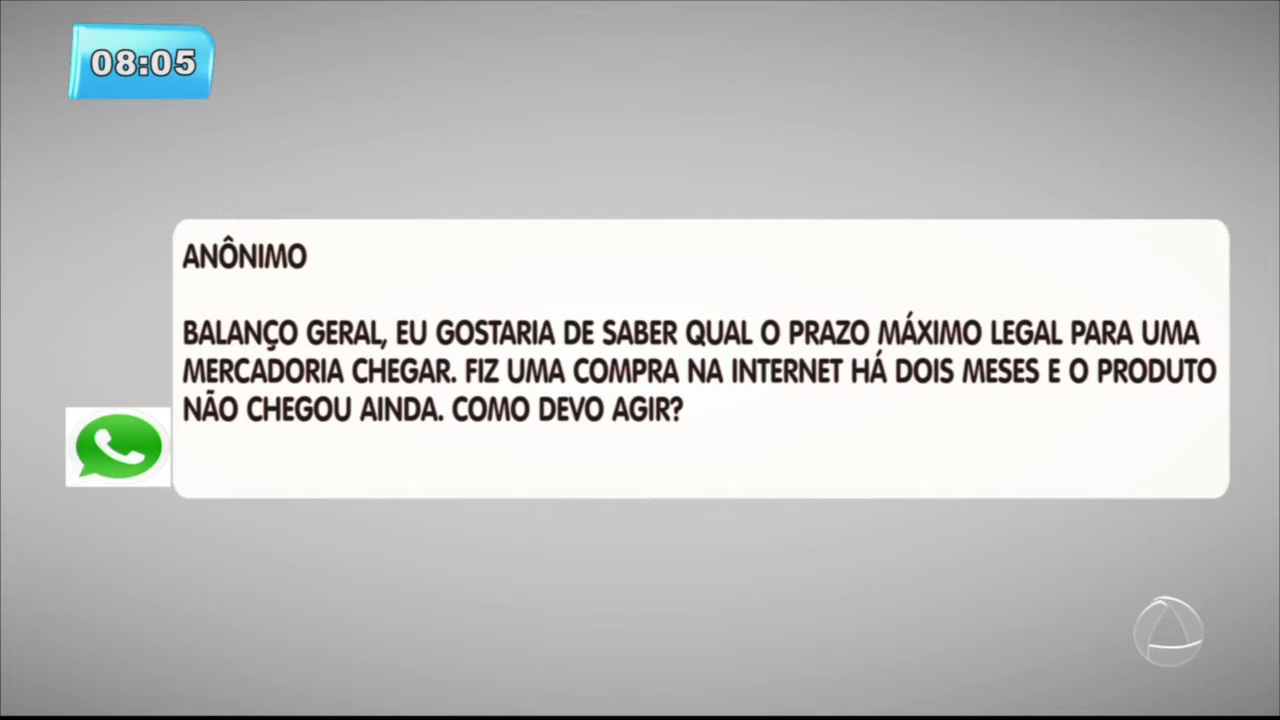 08:05
ANÔNIMO
BALANÇO GERAL, EU GOSTARIA DE SABER QUAL O PRAZO MÁXIMO LEGAL PARA UMA
MERCADORIA CHEGAR. FIZ UMA COMPRA NA INTERNET HÁ DOIS MESES E O PRODUTO
NÃO CHEGOU AINDA. COMO DEVO AGIR?